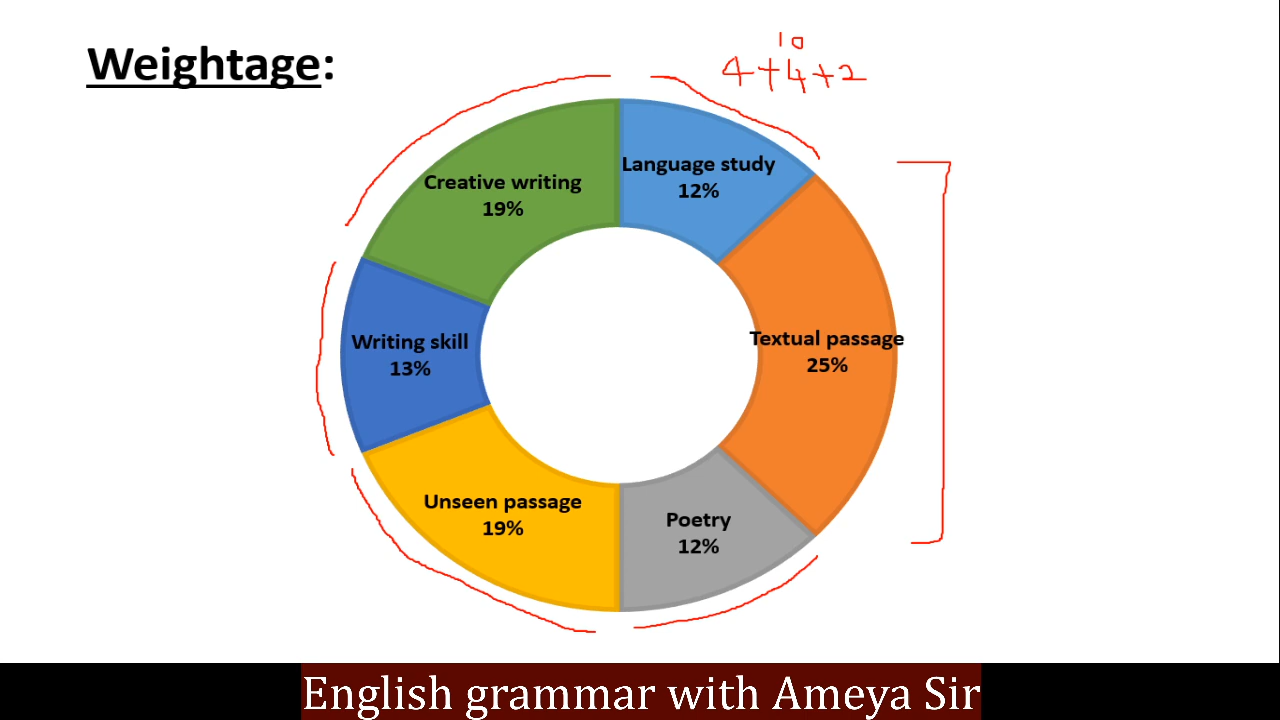 Weightage:
10
4+4+2
Language study
12%
Creative writing
19%
Textual passage
25%
Writing skill
13%
Unseen passage
19%
Poetry
12%
English grammar with Ameya Sir